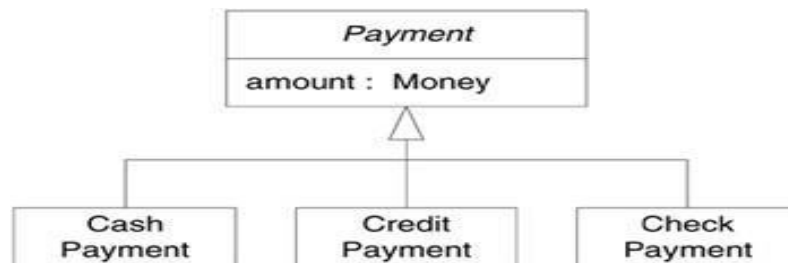 Payment
amount : Money
Cash Credit Check
Payment Payment Payment